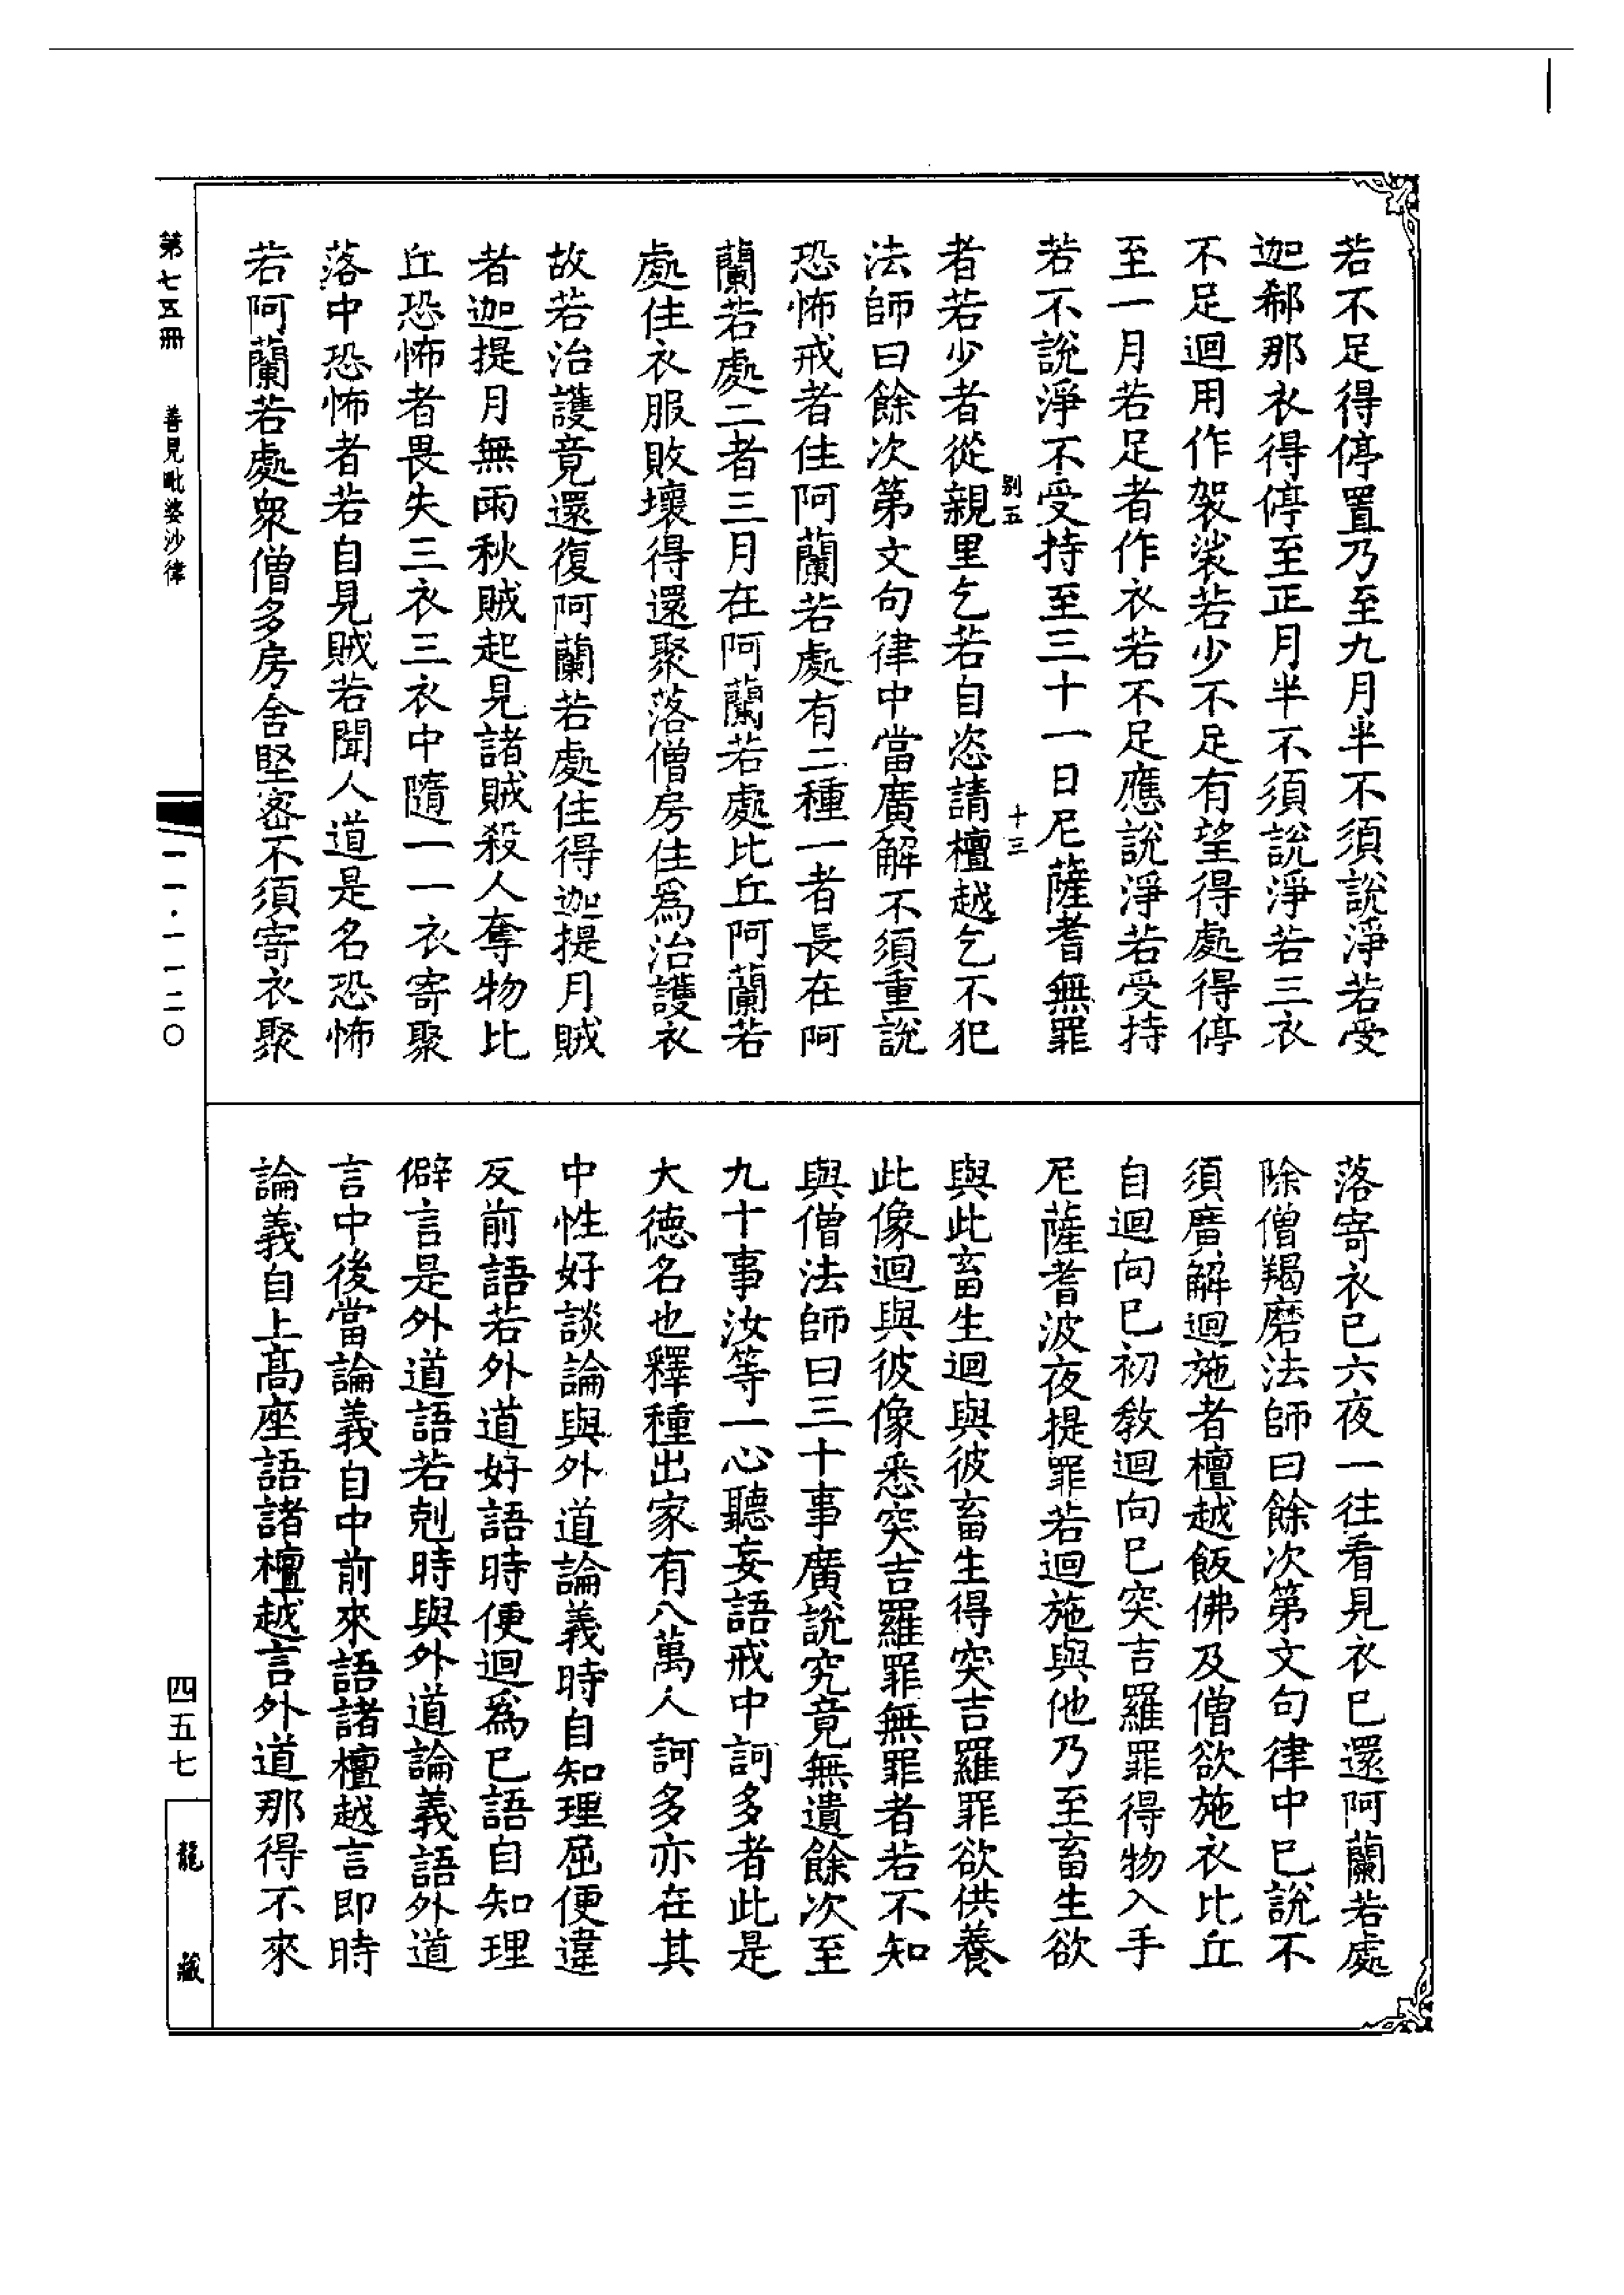 若不足得停置乃至九月半不須說淨若受
迦郗那衣得停至正月半不須說淨若三衣
不足迴用作袈裟若少不足有望得處得停
至一月若足者作衣若不足應說淨若受持
若不說淨不受持至三十一日尼薩耆無罪
別五 十三
者若少者從親里乞若自恣請檀越乞不犯
法師曰餘次第文句律中當廣解不須重說
恐怖戒者住阿蘭若處有二種一者長在阿
蘭若處二者三月在阿蘭若處比丘阿蘭若
處住衣服敗壞得還聚落僧房住為治護衣
故若治護竟還復阿蘭若處住得迦提月賊
者迦提月無雨秋賊起見諸賊殺人奪物比
丘恐怖者畏失三衣三衣中隨一一衣寄聚
落中恐怖者若自見賊若聞人道是名恐怖
若阿蘭若處衆僧多房舍堅密不須寄衣聚
落寄衣已六夜一往看見衣已還阿蘭若處
除僧羯磨法師曰餘次第文句律中已說不
須廣解迴施者檀越飯佛及僧欲施衣比丘
自迴向已初教迴向已突吉羅罪得物入手
尼薩耆波夜提罪若迴施與他乃至畜生欲
與此畜生迴與彼畜生得突吉羅罪欲供養
此像迴與彼像悉突吉羅罪無罪者若不知
與僧法師曰三十事廣說究竟無遺餘次至
九十事汝等一心聽妄語戒中訶多者此是
大德名也釋種出家有八萬人訶多亦在其
中性好談論與外道論義時自知理屈便違
反前語若外道好語時便迴為已語自知理
僻言是外道語若剋時與外道論義語外道
言中後當論義自中前來語諸檀越言即時
論義自上高座語諸檀越言外道那得不來
第七五冊 善見毗婆沙律 一一·一一二〇 四五七 龍藏